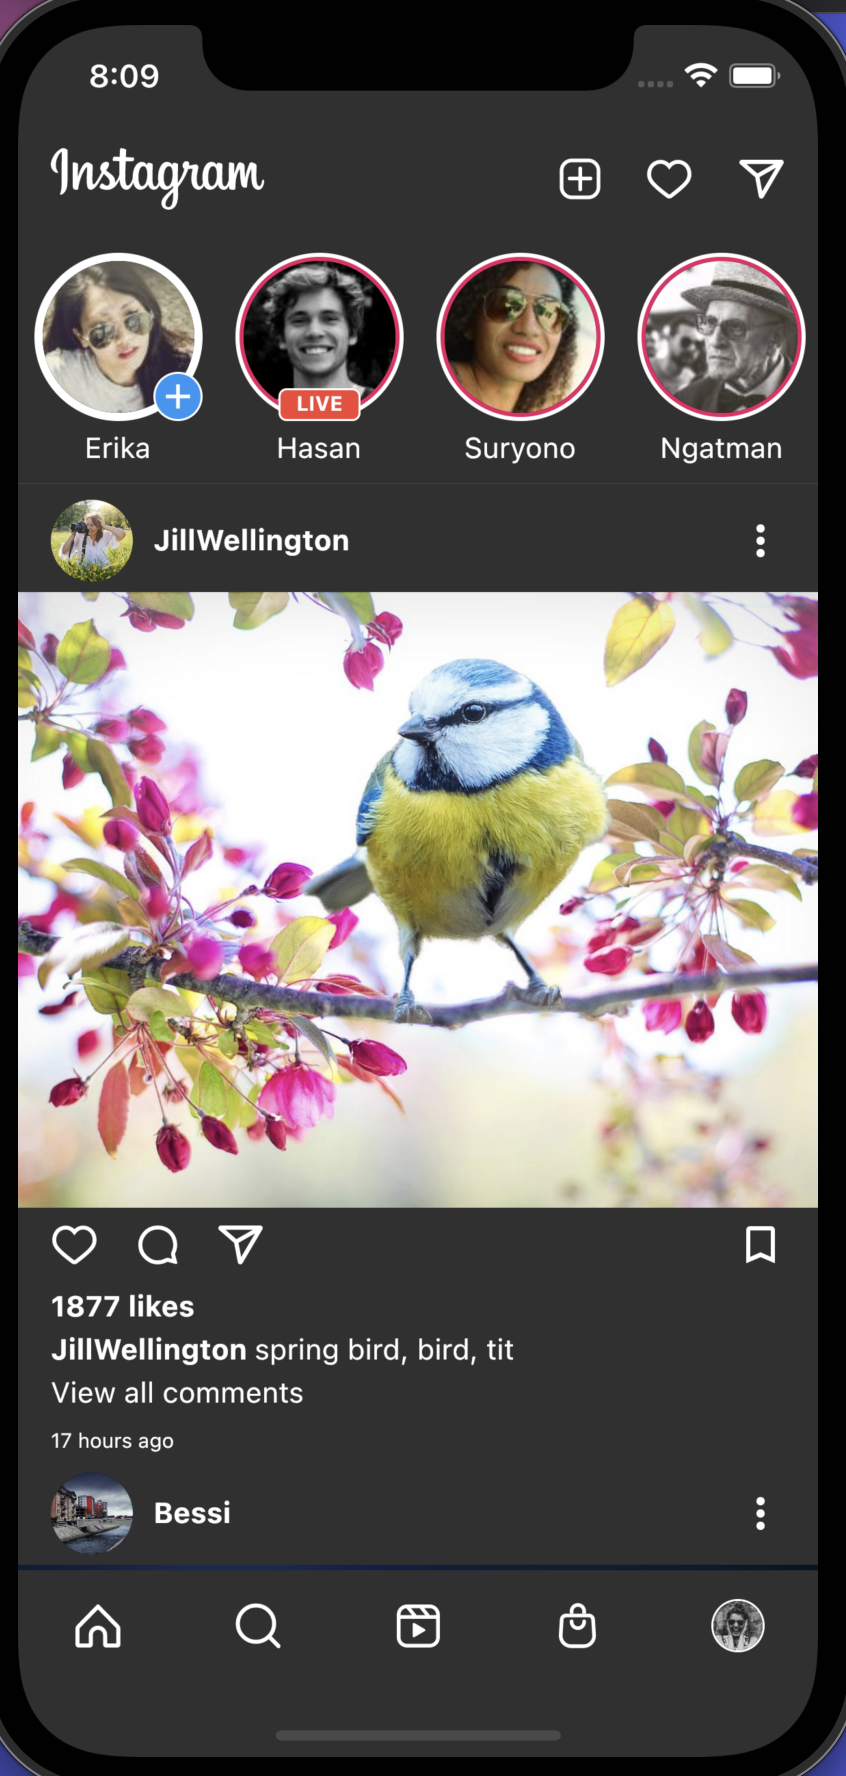 8:09
Instagram
LIVE
Erika Hasan Suryono Ngatman
JillWellington
1877 likes
JillWellington spring bird, bird, tit
View all comments
17 hours ago
Bessi